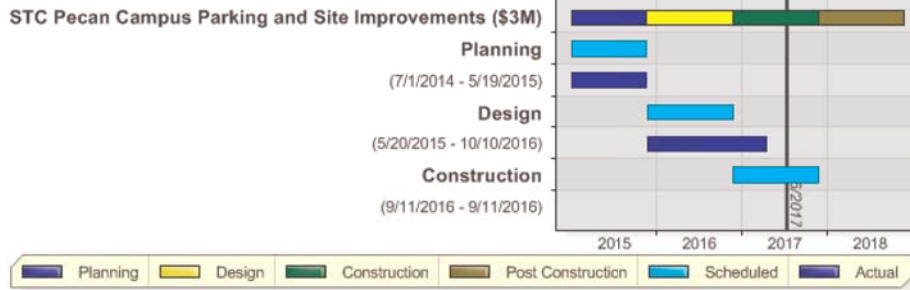 STC Pecan Campus Parking and Site Improvements ($3M)
Planning
(7/1/2014 - 5/19/2015)
Design
(5/20/2015 - 10/10/2016)
Construction
(9/11/2016 - 9/11/2016)
6/2017
2015 2016 2017 2018
Planning Design Construction Post Construction Scheduled Actual